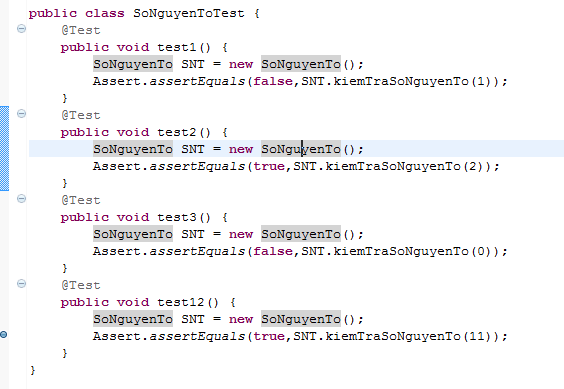 public class SoNguyenToTest {
@Test
public void test1() {
SoNguyenTo SNT = new SoNguyenTo();
Assert.assertEquals(false,SNT.kiemTraSoNguyenTo(1));
}
@Test
public void test2() {
SoNguyenTo SNT = new SoNguyenTo();
Assert.assertEquals(true,SNT.kiemTraSoNguyenTo(2));
}
@Test
public void test3() {
SoNguyenTo SNT = new SoNguyenTo();
Assert.assertEquals(false,SNT.kiemTraSoNguyenTo(0));
}
@Test
public void test12() {
SoNguyenTo SNT = new SoNguyenTo();
Assert.assertEquals(true,SNT.kiemTraSoNguyenTo(11));
}
}